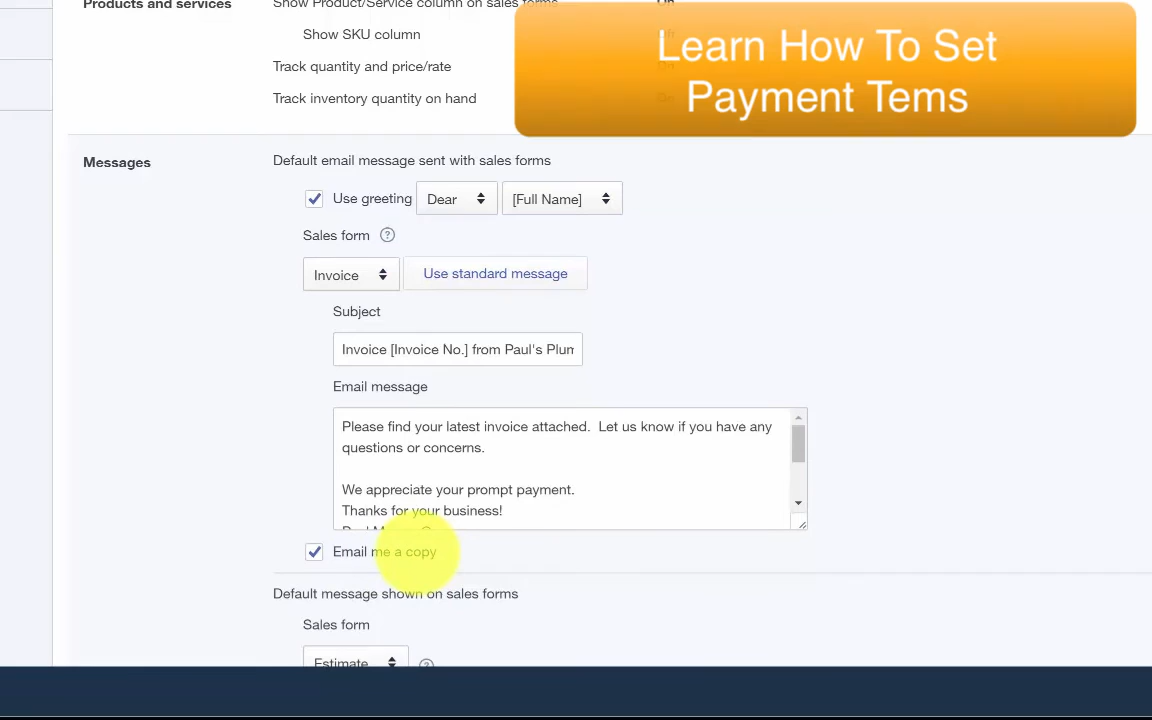 Products and services
Show Product/Service column on sales forms
On
Show SKU column
Track quantity and price/rate
Track inventory quantity on hand
Learn How To Set
Payment Tems
Messages
Default email message sent with sales forms
Use greeting Dear [Full Name]
Sales form ?
Invoice Use standard message
Subject
Invoice [Invoice No.] from Paul's Plum
Email message
Please find your latest invoice attached.  Let us know if you have any
questions or concerns.
We appreciate your prompt payment.
Thanks for your business!
Email me a copy
Default message shown on sales forms
Sales form
Estimate ?